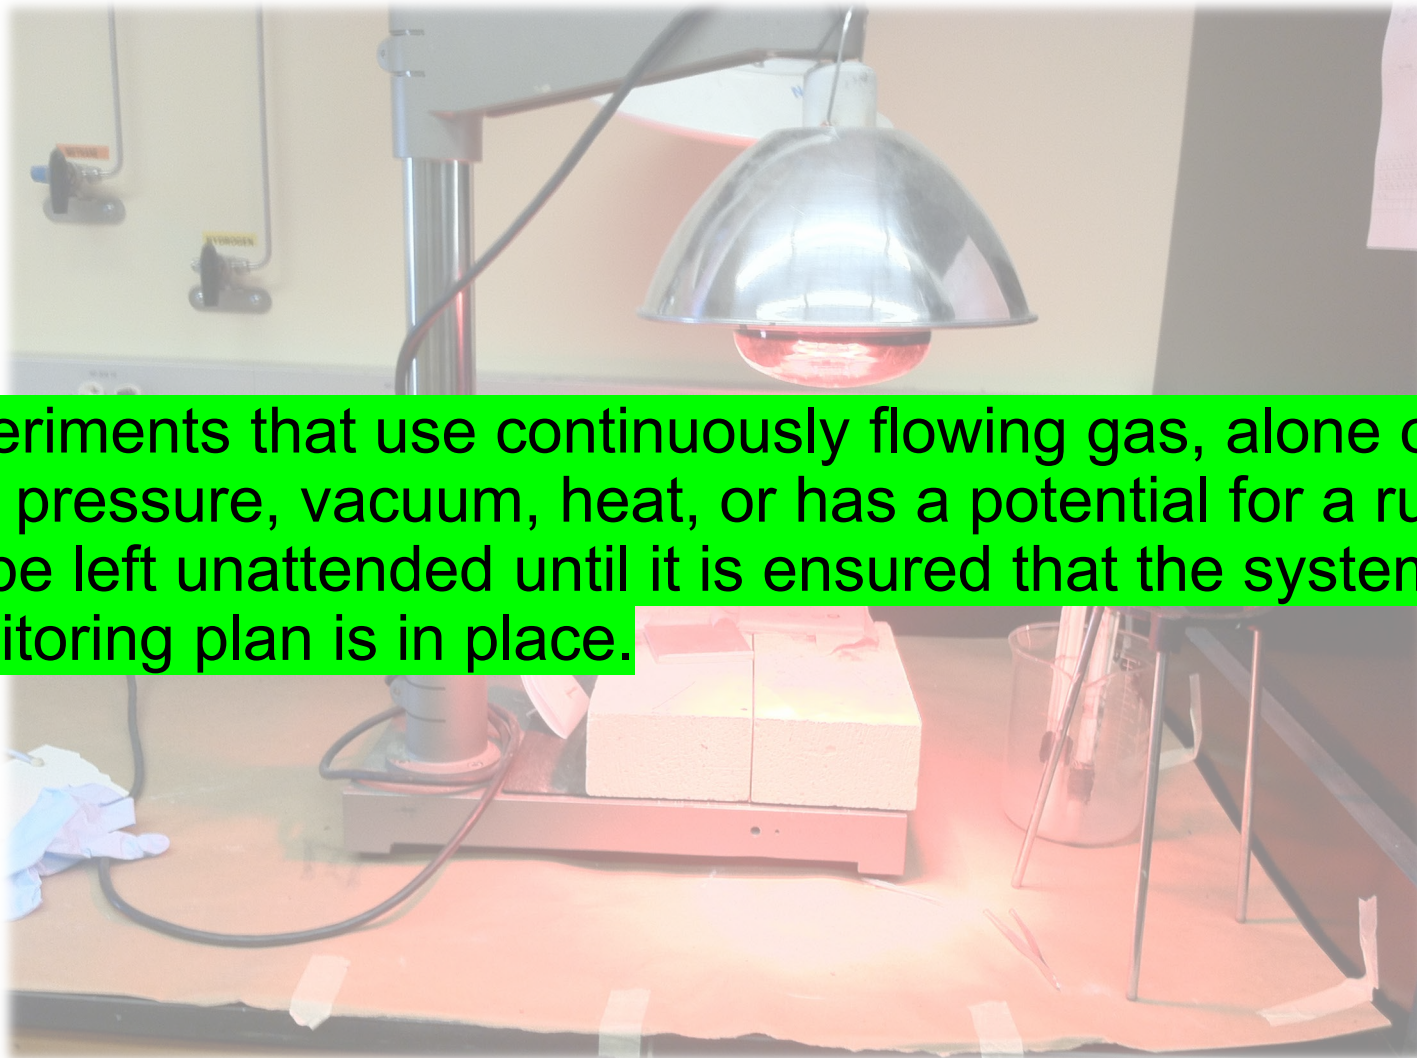 eriments that use continuously flowing gas, alone
pressure, vacuum, heat, or has a potential for a ru
be left unattended until it is ensured that the system
itoring plan is in place.